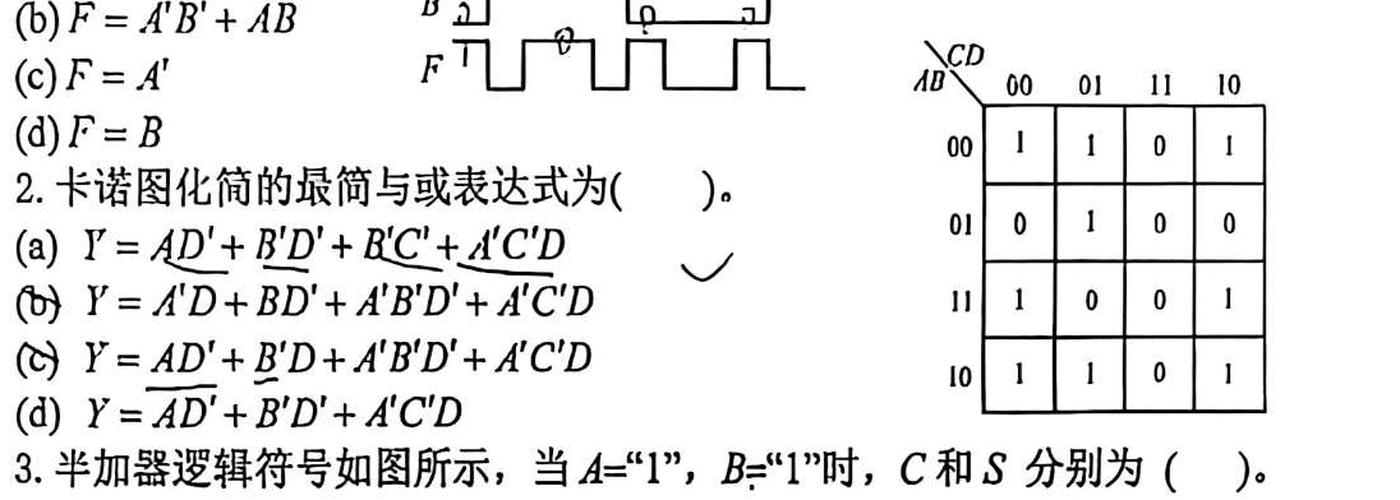 (b) F = A'B' + AB
B
(c) F = A'
F
(d) F = B
2. 卡诺图化简的最简与或表达式为(　　)。
(a) Y = AD' + B'D' + B'C' + A'C'D
(b) Y = A'D + BD' + A'B'D' + A'C'D
(c) Y = AD' + B'D + A'B'D' + A'C'D
(d) Y = AD' + B'D' + A'C'D
CD
AB 00 01 11 10
00 1 1 0 1
01 0 1 0 0
11 1 0 0 1
10 1 1 0 1
3. 半加器逻辑符号如图所示，当 A=“1”，B=“1”时，C 和 S 分别为（　　）。